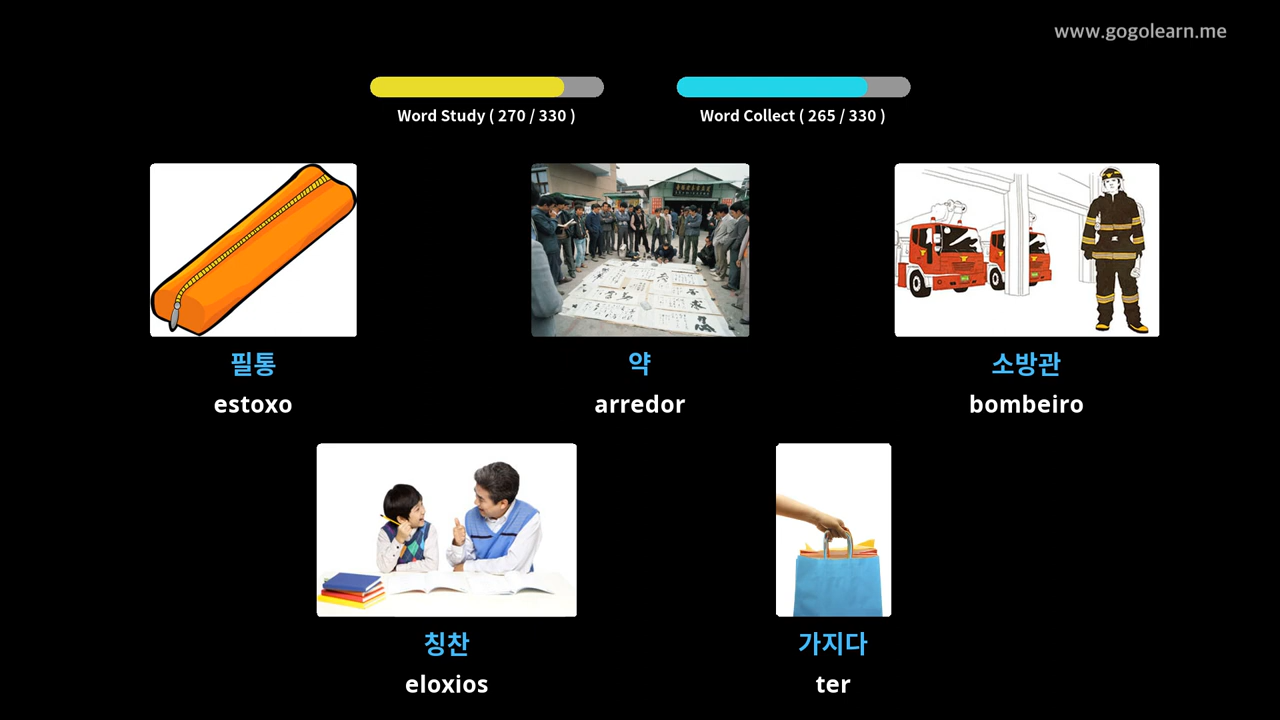 www.gogolearn.me
Word Study ( 270 / 330 )
Word Collect ( 265 / 330 )
필통
약
소방관
estoxo
arredor
bombeiro
칭찬
가지다
eloxios
ter